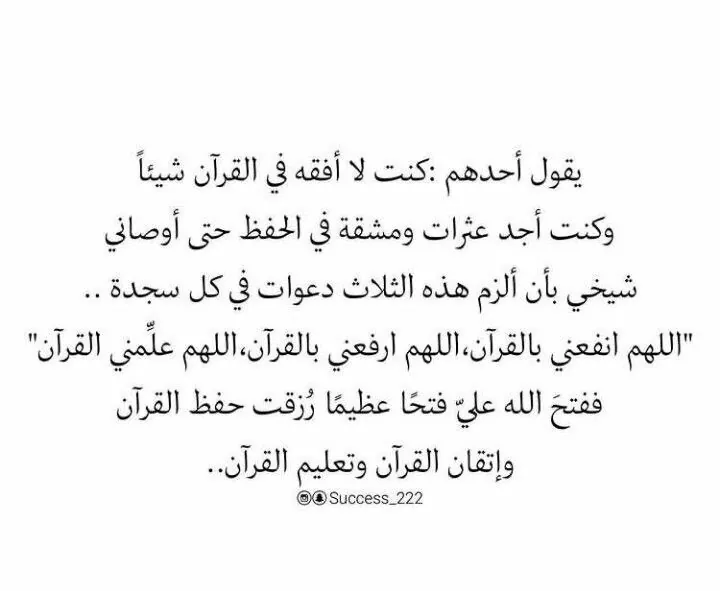 يقول أحدهم :كنت لا أفقه في القرآن شيئاً
وكنت أجد عثرات ومشقة في الحفظ حتى أوصاني
شيخي بأن ألزم هذه الثلاث دعوات في كل سجدة ..
"اللهم انفعني بالقرآن،اللهم ارفعني بالقرآن،اللهم علِّمني القرآن"
ففتحَ الله عليّ فتحًا عظيمًا رُزقت حفظ القرآن
وإتقان القرآن وتعليم القرآن..
Success_222